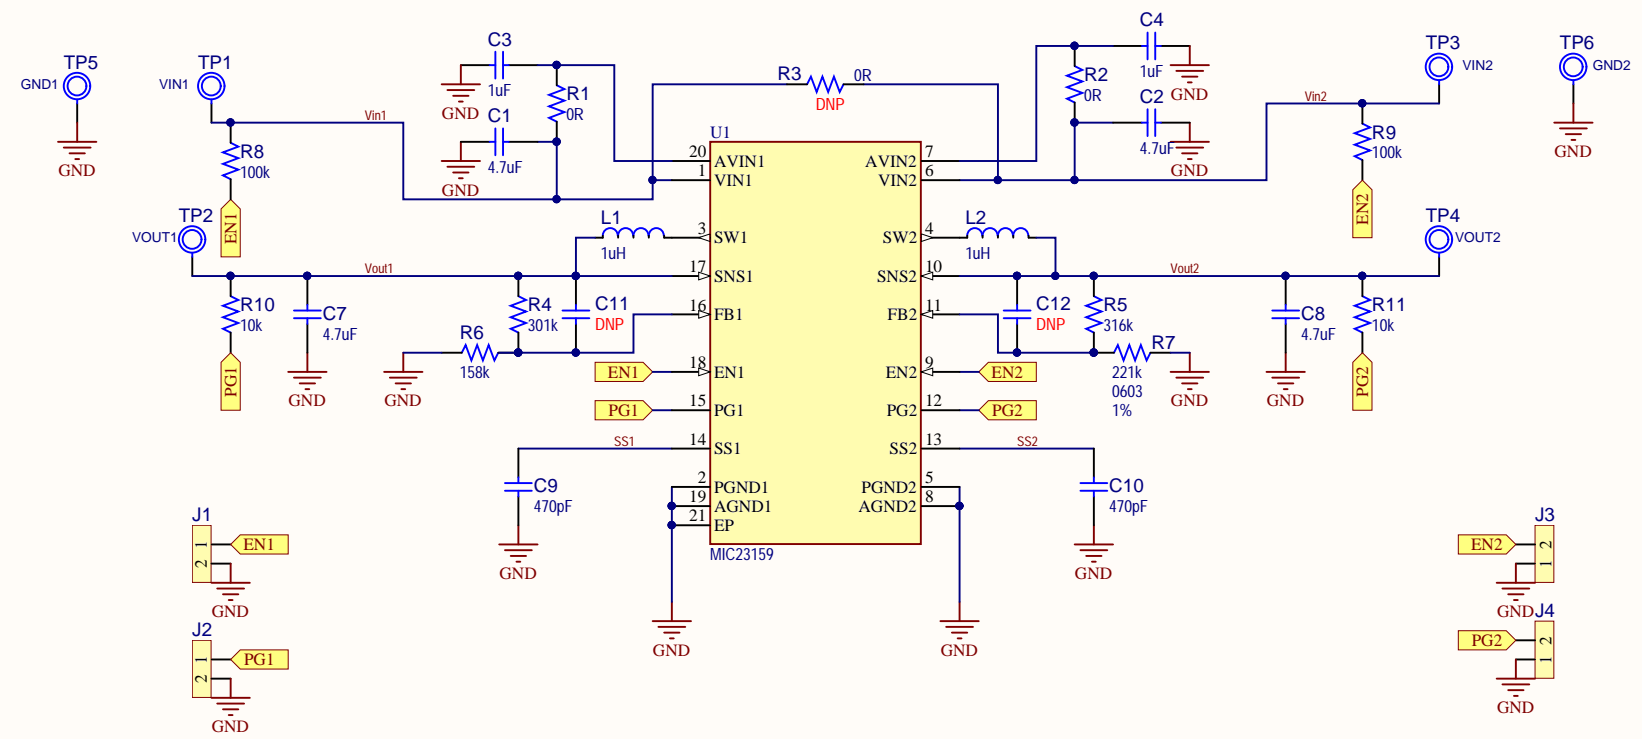 TP5
GND1
GND
TP1
VIN1
Vin1
R8
100k
EN1
C3
1uF
GND
R1
0R
C1
4.7uF
GND
R3
0R
DNP
R2
0R
C4
1uF
GND
C2
4.7uF
GND
TP3
VIN2
Vin2
R9
100k
EN2
TP6
GND2
GND
U1
20
AVIN1
1
VIN1
3
SW1
17
SNS1
16
FB1
18
EN1
15
PG1
14
SS1
2
PGND1
19
AGND1
21
EP
AVIN2
7
VIN2
6
SW2
4
SNS2
10
FB2
11
EN2
9
PG2
12
SS2
13
PGND2
5
AGND2
8
MIC23159
TP2
VOUT1
Vout1
R10
10k
PG1
C7
4.7uF
GND
L1
1uH
R4
301k
C11
DNP
R6
158k
GND
EN1
PG1
SS1
C9
470pF
GND
GND
L2
1uH
C12
DNP
R5
316k
R7
221k
0603
1%
GND
Vout2
TP4
VOUT2
C8
4.7uF
GND
R11
10k
PG2
EN2
PG2
SS2
C10
470pF
GND
GND
J1
1
2
EN1
GND
J2
1
2
PG1
GND
J3
EN2
2
1
GND
J4
PG2
2
1
GND